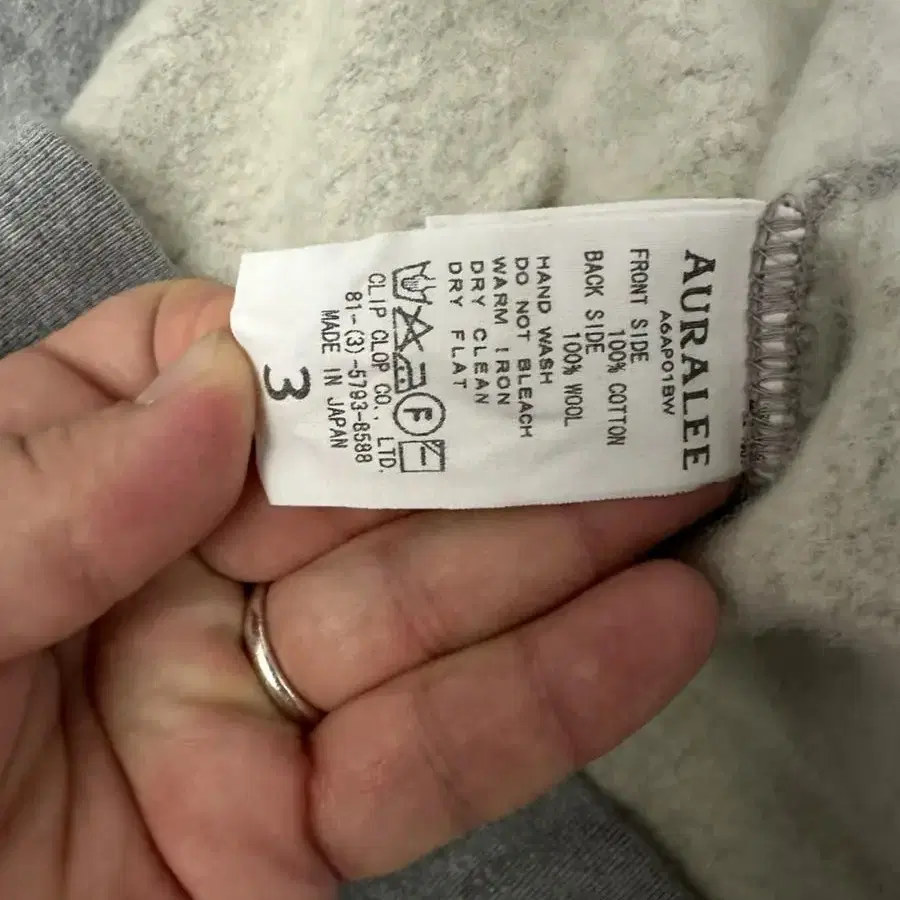 AURALEE
A6AP01BW
FRONT SIDE
100% COTTON
BACK SIDE
100% WOOL
HAND WASH
DO NOT BLEACH
WARM IRON
DRY CLEAN
DRY FLAT
F
CLIP CLOP CO., LTD.
81-(3)-5793-8588
MADE IN JAPAN
3